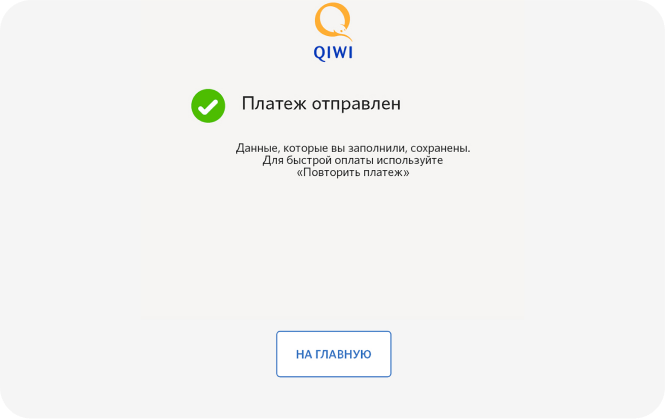 QIWI
Платеж отправлен
Данные, которые вы заполнили, сохранены.
Для быстрой оплаты используйте
«Повторить платеж»
НА ГЛАВНУЮ